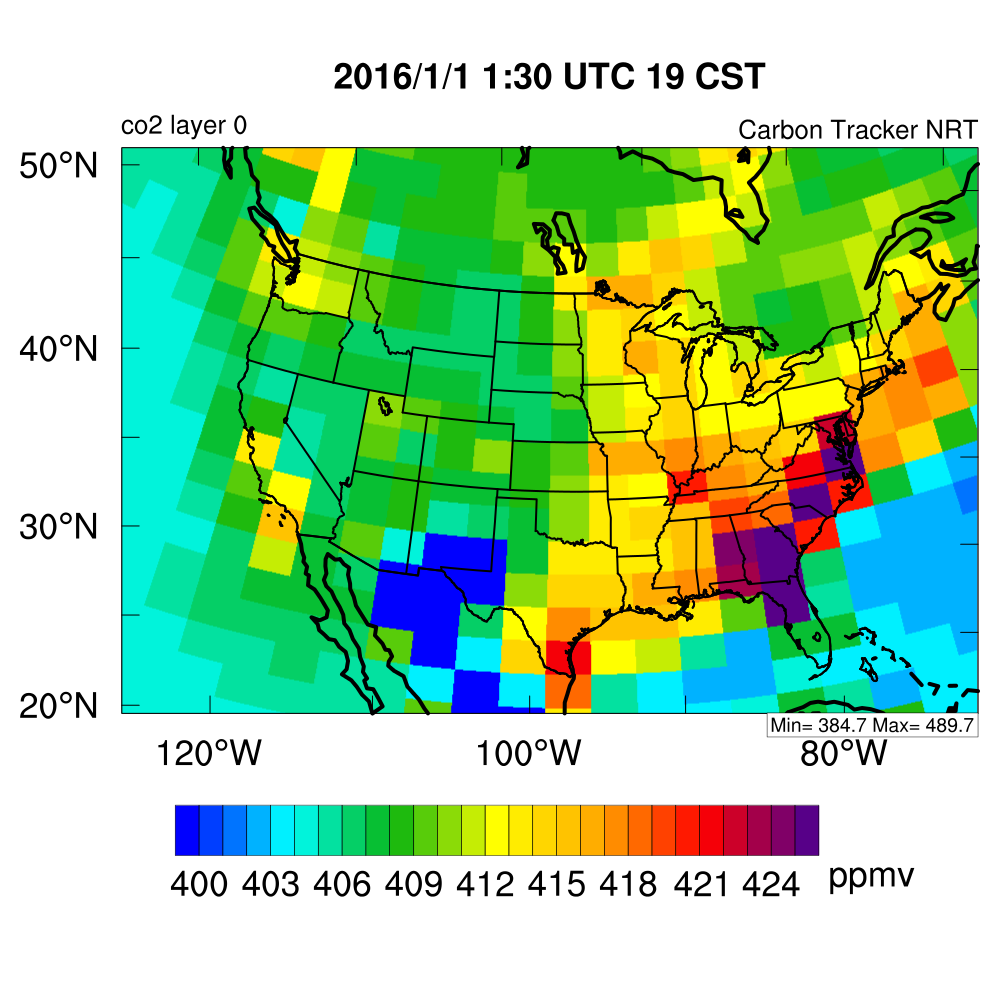 2016/1/1 1:30 UTC 19 CST
co2 layer 0
Carbon Tracker NRT
50°N
40°N
30°N
20°N
Min= 384.7 Max= 489.7
120°W
100°W
80°W
400 403 406 409 412 415 418 421 424 ppmv